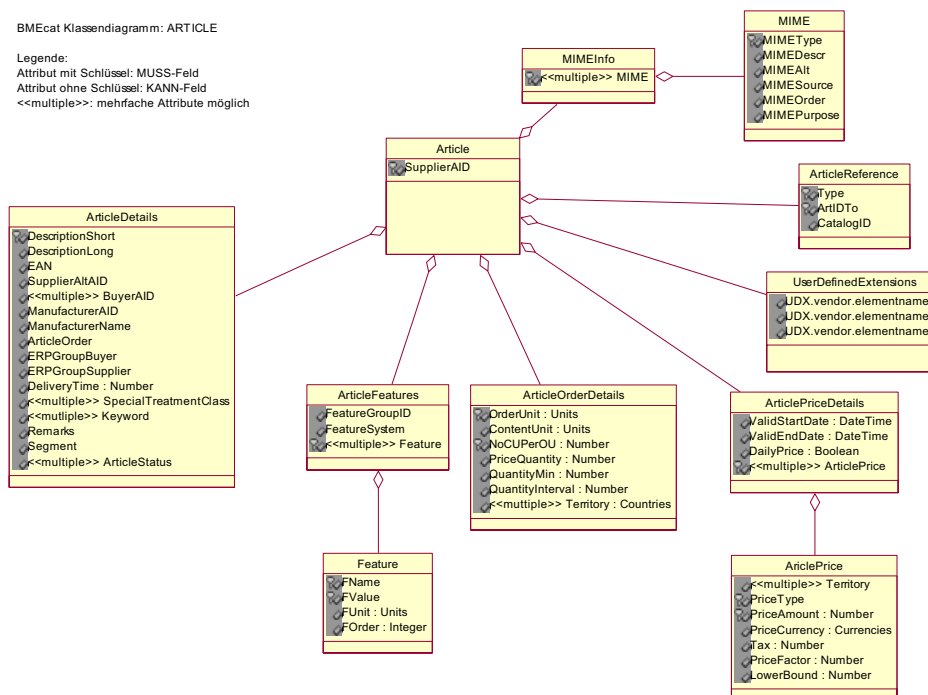 BMEcat Klassendiagramm: ARTICLE
Legende:
Attribut mit Schlüssel: MUSS-Feld
Attribut ohne Schlüssel: KANN-Feld
<<multiple>>: mehrfache Attribute möglich
MIMEInfo
<<multiple>> MIME
MIME
MIMEType
MIMEDescr
MIMEAlt
MIMESource
MIMEOrder
MIMEPurpose
Article
SupplierAID
ArticleReference
Type
ArtIDTo
CatalogID
ArticleDetails
DescriptionShort
DescriptionLong
EAN
SupplierAltAID
<<multiple>> BuyerAID
ManufacturerAID
ManufacturerName
ArticleOrder
ERPGroupBuyer
ERPGroupSupplier
DeliveryTime : Number
<<multiple>> SpecialTreatmentClass
<<mutliple>> Keyword
Remarks
Segment
<<multiple>> ArticleStatus
UserDefinedExtensions
UDX.vendor.elementname
UDX.vendor.elementname
UDX.vendor.elementname
ArticleFeatures
FeatureGroupID
FeatureSystem
<<multiple>> Feature
ArticleOrderDetails
OrderUnit : Units
ContentUnit : Units
NoCUPerOU : Number
PriceQuantity : Number
QuantityMin : Number
QuantityInterval : Number
<<muttiple>> Territory : Countries
ArticlePriceDetails
ValidStartDate : DateTime
ValidEndDate : DateTime
DailyPrice : Boolean
<<multiple>> ArticlePrice
Feature
FName
FValue
FUnit : Units
FOrder : Integer
AriclePrice
<<multiple>> Territory
PriceType
PriceAmount : Number
PriceCurrency : Currencies
Tax : Number
PriceFactor : Number
LowerBound : Number